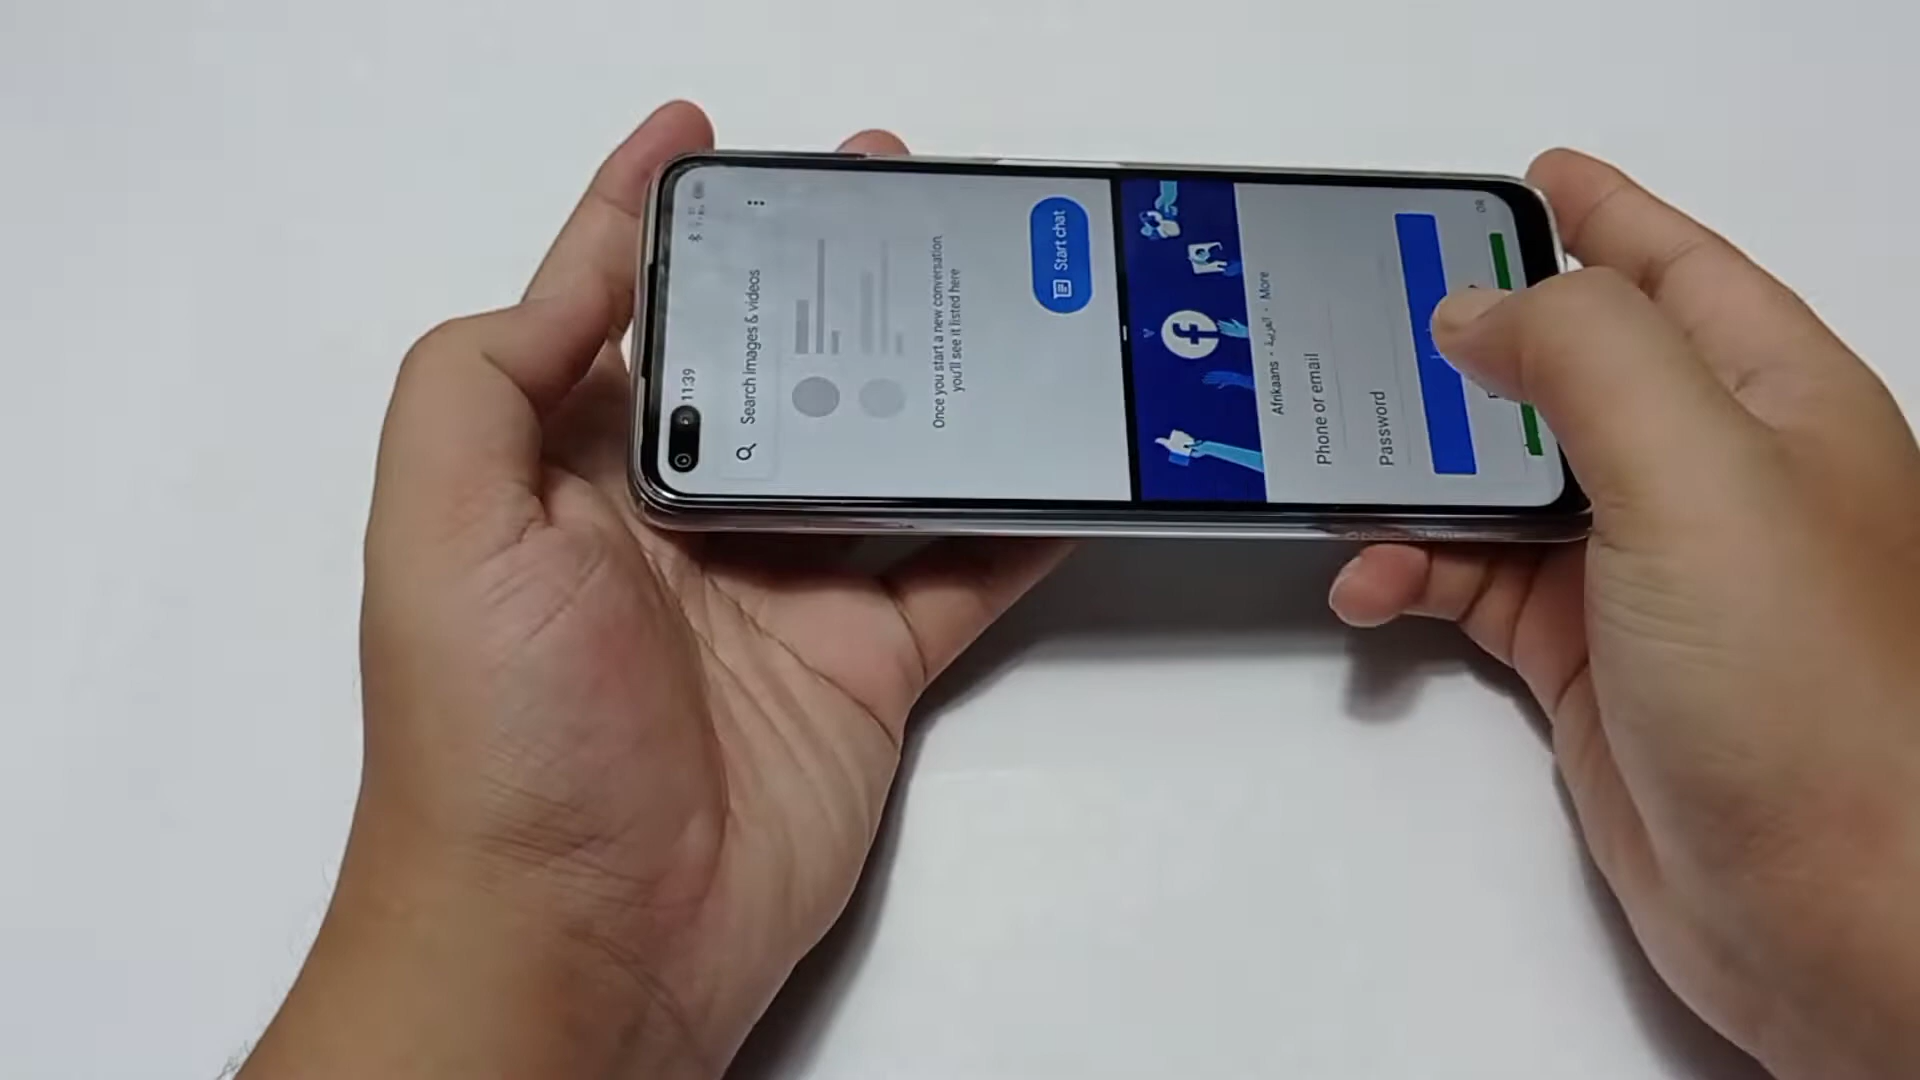 11:39
Search images & videos
Once you start a new conversation,
you'll see it listed here
Start chat
Afrikaans · العربية · More
Phone or email
Password
OR